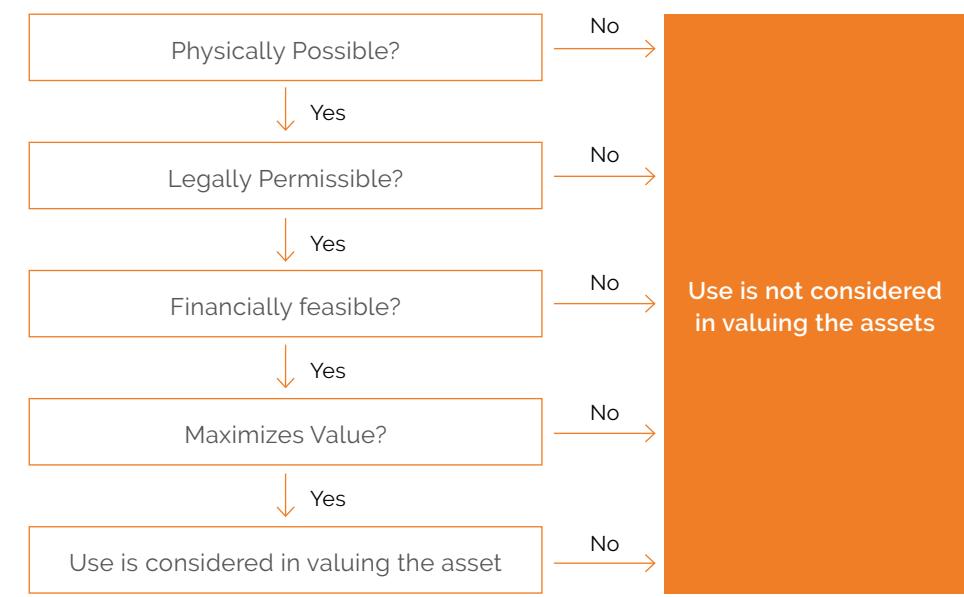 Physically Possible?
No
Yes
Legally Permissible?
No
Yes
Financially feasible?
No
Yes
Maximizes Value?
No
Yes
Use is considered in valuing the asset
No
Use is not considered
in valuing the assets